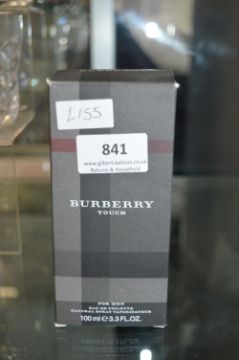 L155
841
www.gilbert-baitson.co.uk
Antiques & Household
BURBERRY
TOUCH
FOR MEN
EAU DE TOILETTE
NATURAL SPRAY VAPORISATEUR
100 ml e 3.3 FL.OZ.